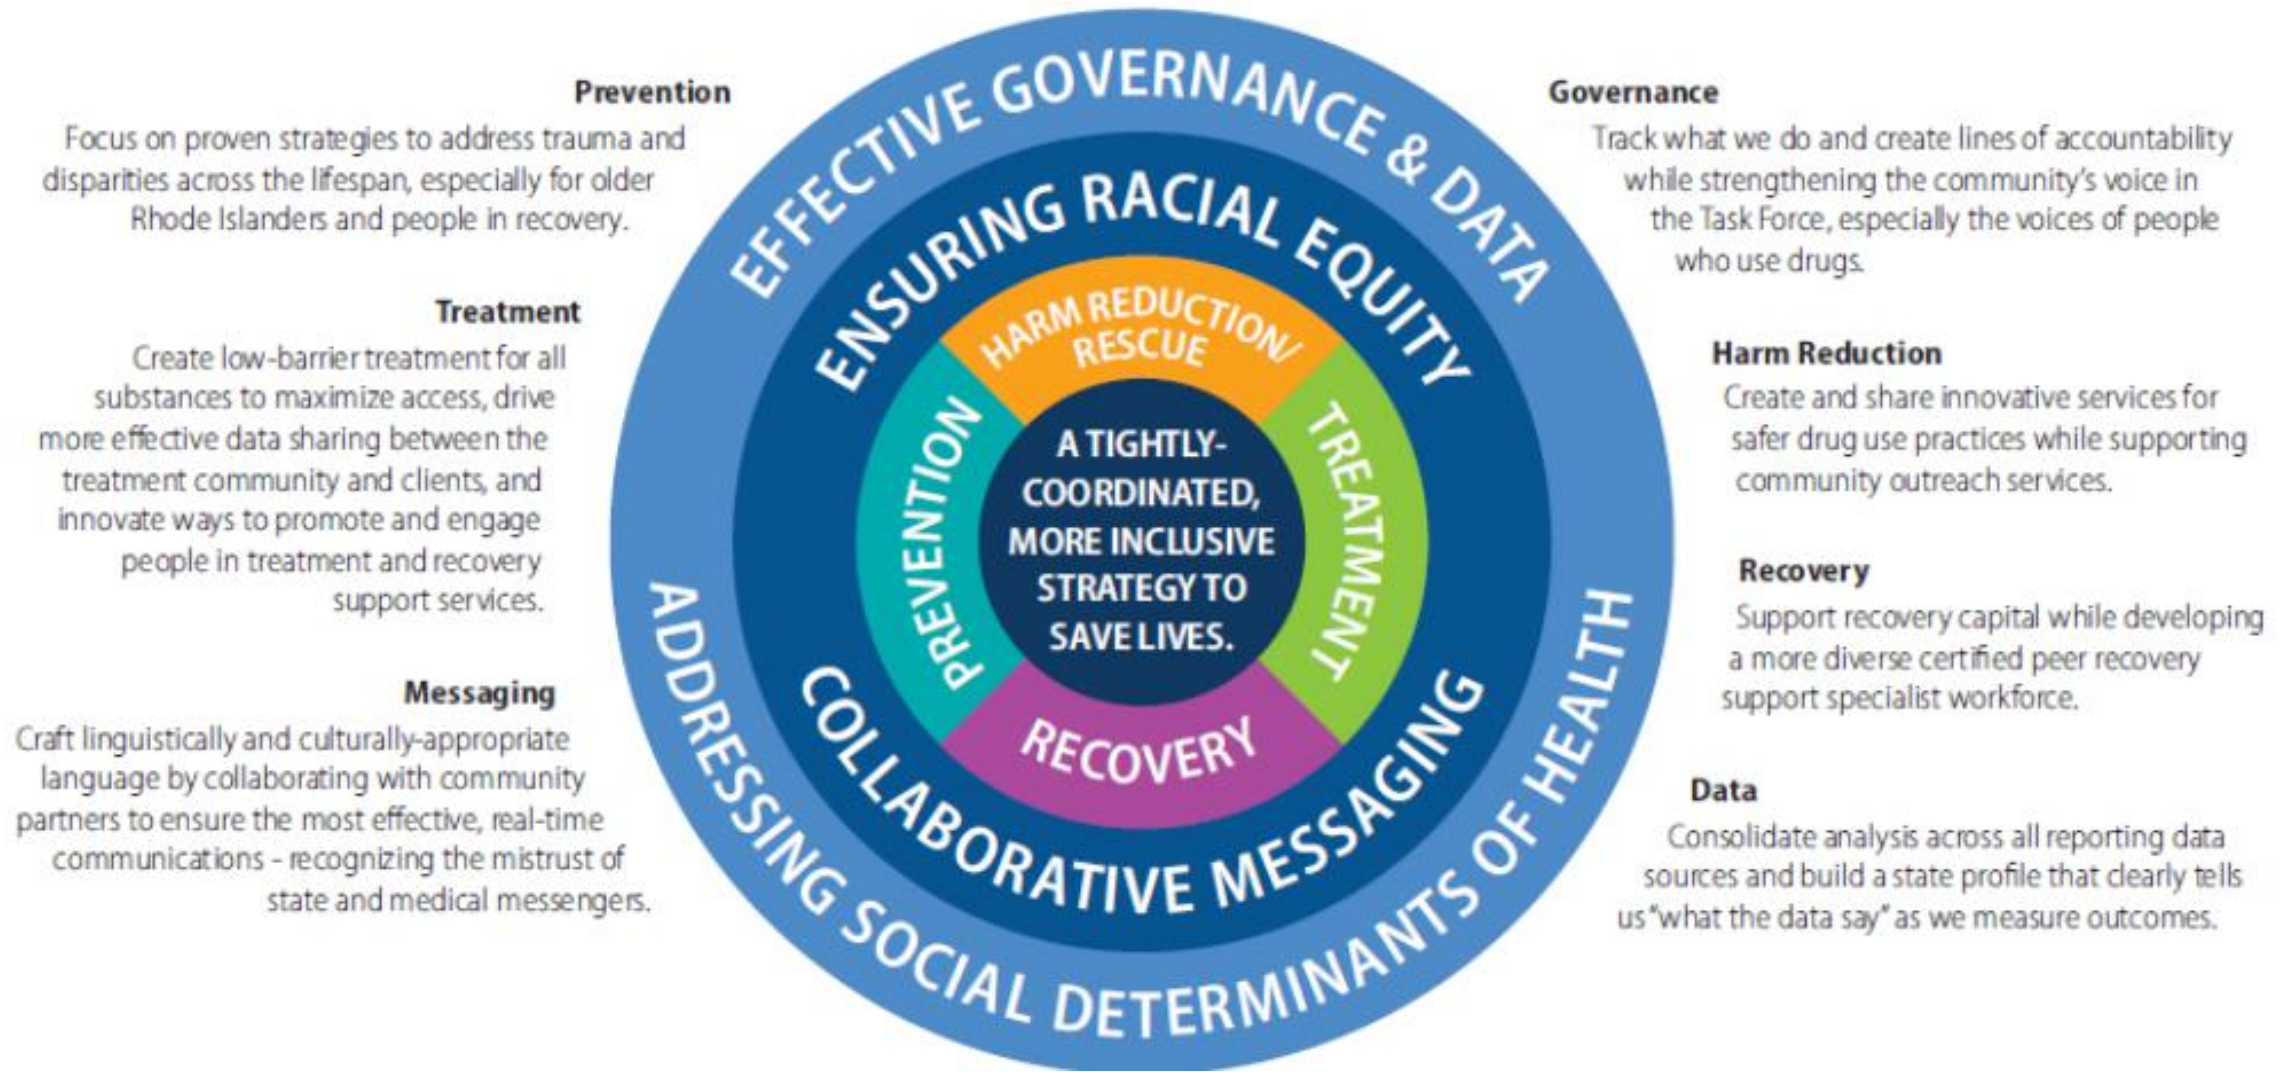 Prevention
Focus on proven strategies to address trauma and
disparities across the lifespan, especially for older
Rhode Islanders and people in recovery.
Treatment
Create low-barrier treatment for all
substances to maximize access, drive
more effective data sharing between the
treatment community and clients, and
innovate ways to promote and engage
people in treatment and recovery
support services.
Messaging
Craft linguistically and culturally-appropriate
language by collaborating with community
partners to ensure the most effective, real-time
communications - recognizing the mistrust of
state and medical messengers.
EFFECTIVE GOVERNANCE & DATA
ENSURING RACIAL EQUITY
HARM REDUCTION/
RESCUE
PREVENTION
A TIGHTLY-
COORDINATED,
MORE INCLUSIVE
STRATEGY TO
SAVE LIVES.
TREATMENT
RECOVERY
COLLABORATIVE MESSAGING
ADDRESSING SOCIAL DETERMINANTS OF HEALTH
Governance
Track what we do and create lines of accountability
while strengthening the community's voice in
the Task Force, especially the voices of people
who use drugs.
Harm Reduction
Create and share innovative services for
safer drug use practices while supporting
community outreach services.
Recovery
Support recovery capital while developing
a more diverse certified peer recovery
support specialist workforce.
Data
Consolidate analysis across all reporting data
sources and build a state profile that clearly tells
us "what the data say" as we measure outcomes.